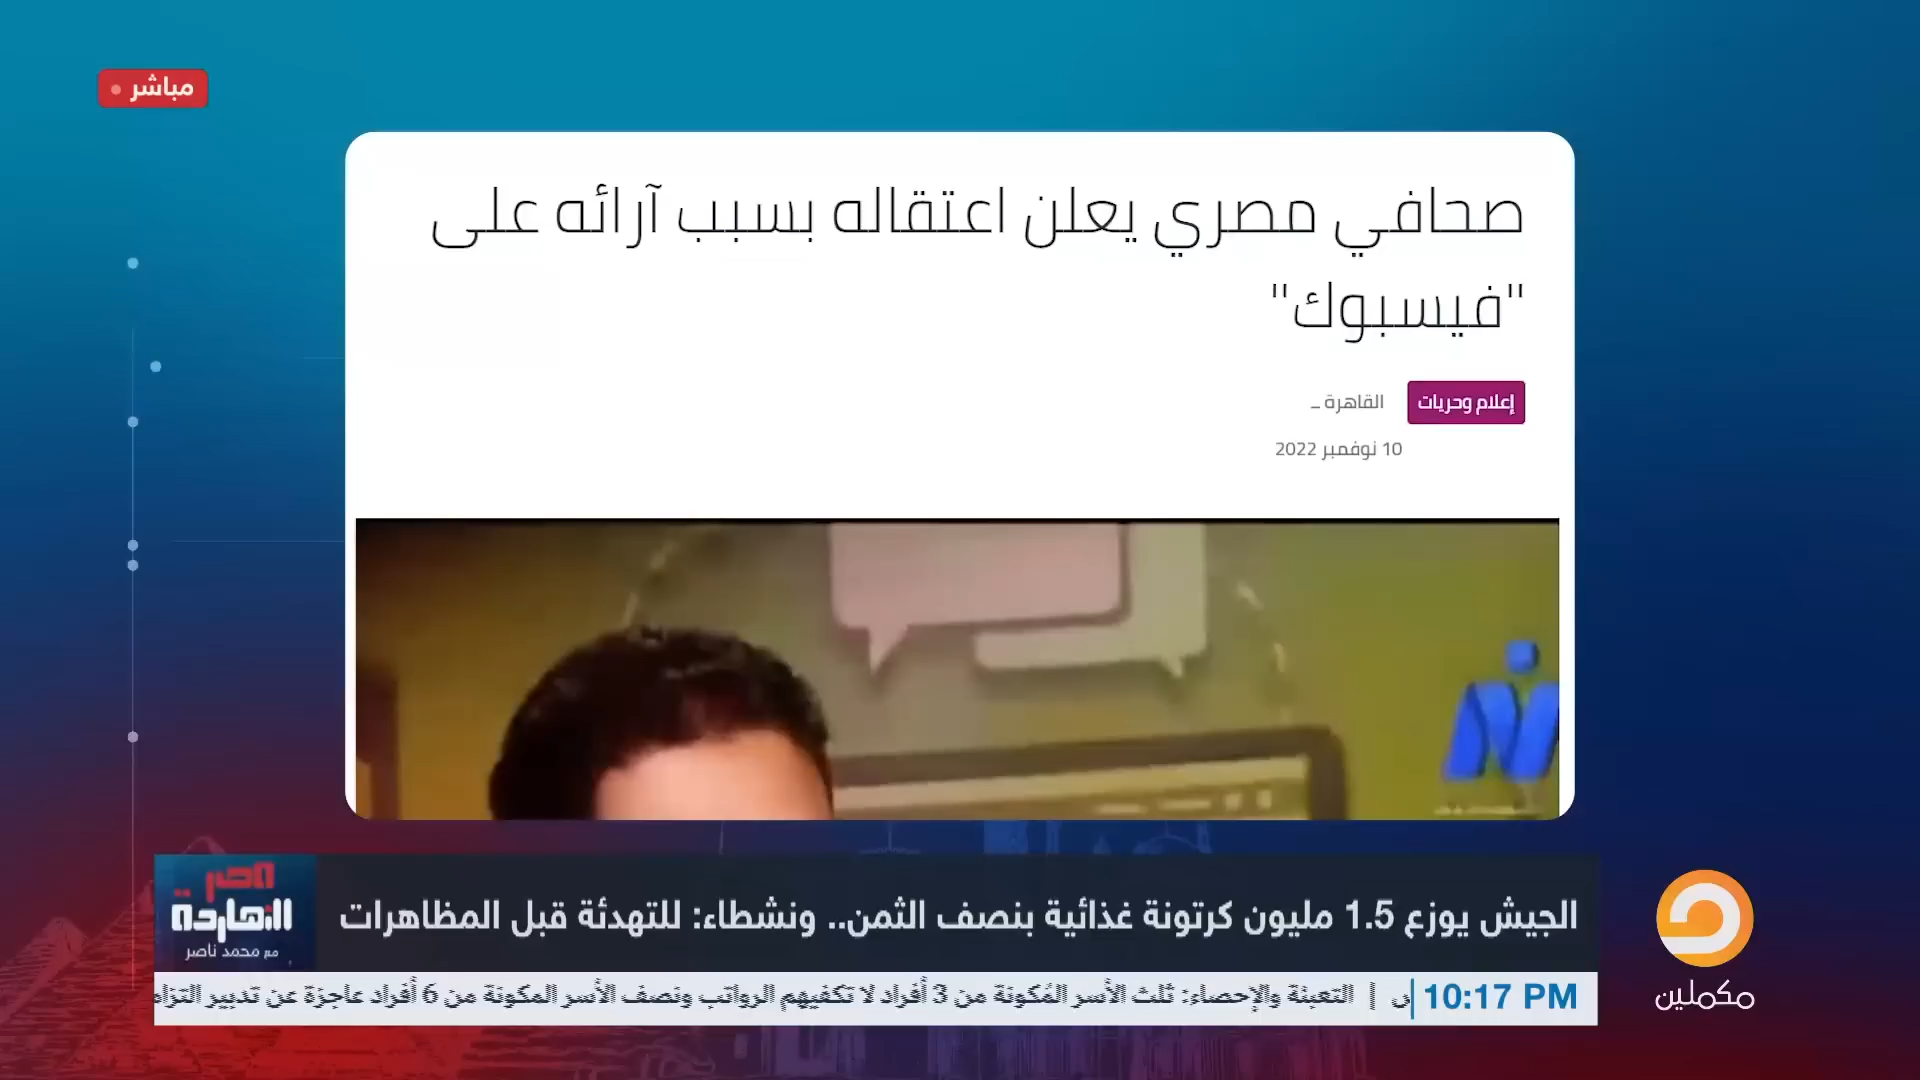 مباشر
صحافي مصري يعلن اعتقاله بسبب آرائه على
"فيسبوك"
إعلام وحريات القاهرة ـ
10 نوفمبر 2022
مصر
النهاردة
مع محمد ناصر
الجيش يوزع 1.5 مليون كرتونة غذائية بنصف الثمن.. ونشطاء: للتهدئة قبل المظاهرات
10:17 PM
| التعبئة والإحصاء: ثلث الأسر المُكونة من 3 أفراد لا تكفيهم الرواتب ونصف الأسر المكونة من 6 أفراد عاجزة عن تدبير
مكملين